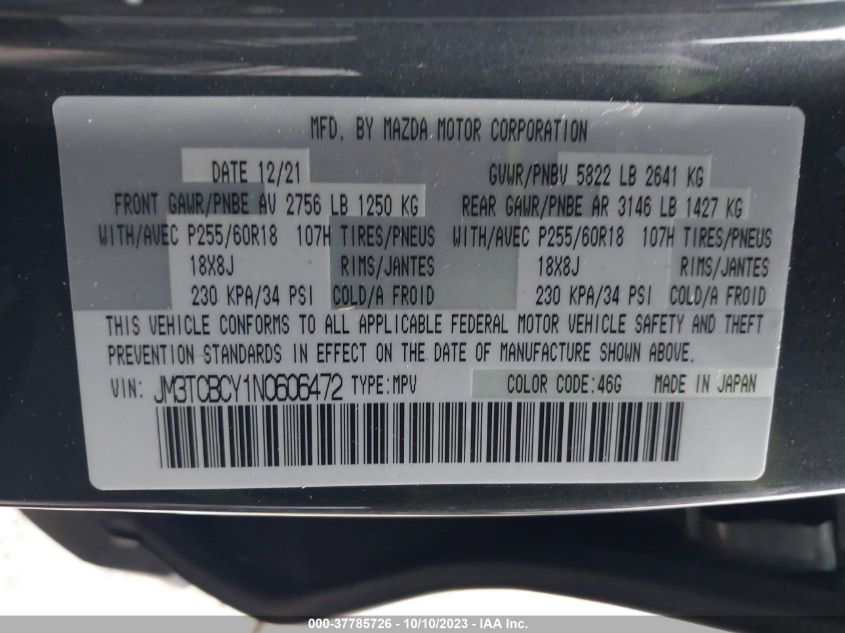 MFD. BY MAZDA MOTOR CORPORATION
DATE 12/21 GVWR/PNBV 5822 LB 2641 KG
FRONT GAWR/PNBE AV 2756 LB 1250 KG REAR GAWR/PNBE AR 3146 LB 1427 KG
WITH/AVEC P255/60R18 107H TIRES/PNEUS WITH/AVEC P255/60R18 107H TIRES/PNEUS
18X8J RIMS/JANTES 18X8J RIMS/JANTES
230 KPA/34 PSI COLD/A FROID 230 KPA/34 PSI COLD/A FROID
THIS VEHICLE CONFORMS TO ALL APPLICABLE FEDERAL MOTOR VEHICLE SAFETY AND THEFT
PREVENTION STANDARDS IN EFFECT ON THE DATE OF MANUFACTURE SHOWN ABOVE.
VIN: JM3TCBCY1N0606472 TYPE:MPV COLOR CODE:46G MADE IN JAPAN
000-37785726 - 10/10/2023 - IAA Inc.